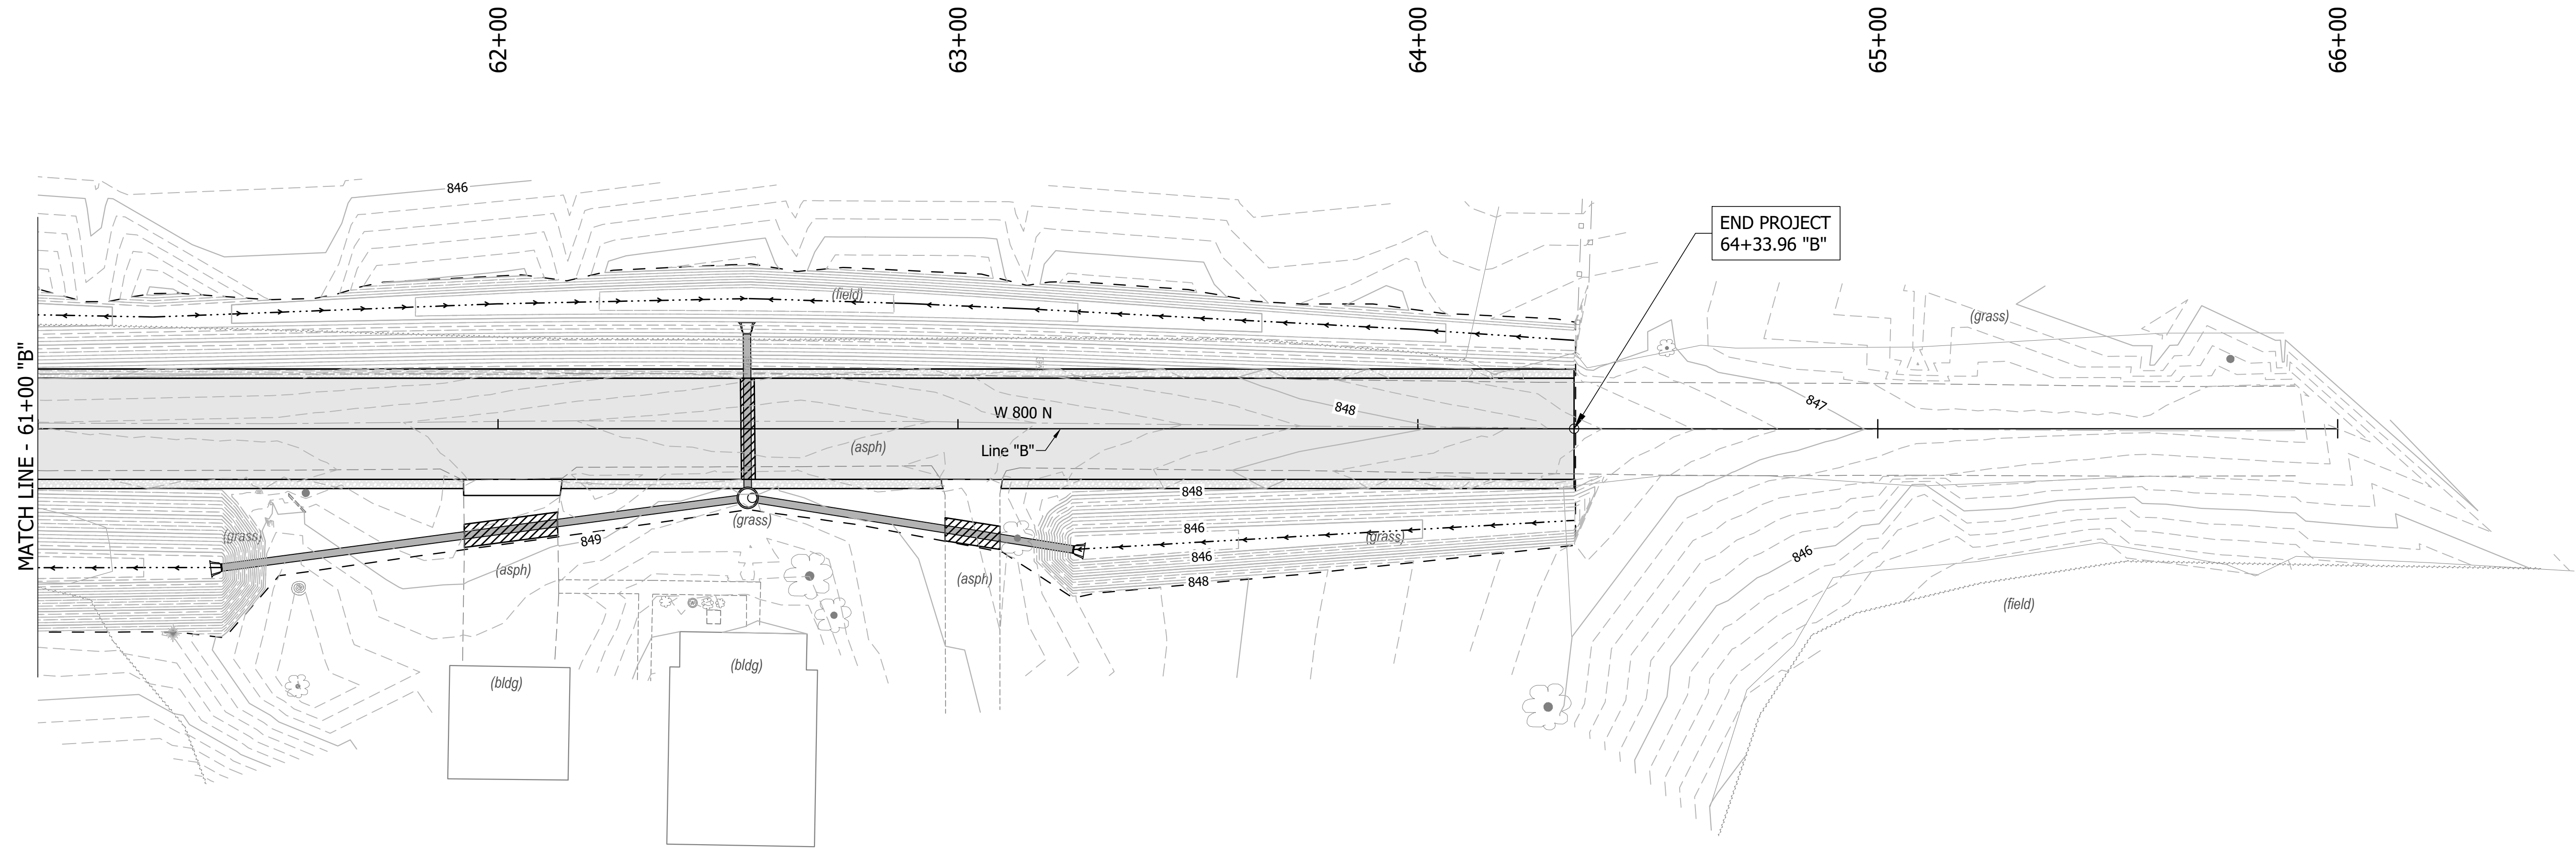 62+00
63+00
64+00
65+00
66+00
846
END PROJECT
64+33.96 "B"
(field)
(grass)
MATCH LINE - 61+00 "B"
W 800 N
848
847
(asph)
Line "B"
848
(grass)
846
(grass)
849
(grass)
846
846
(asph)
(asph)
848
(field)
(bldg)
(bldg)